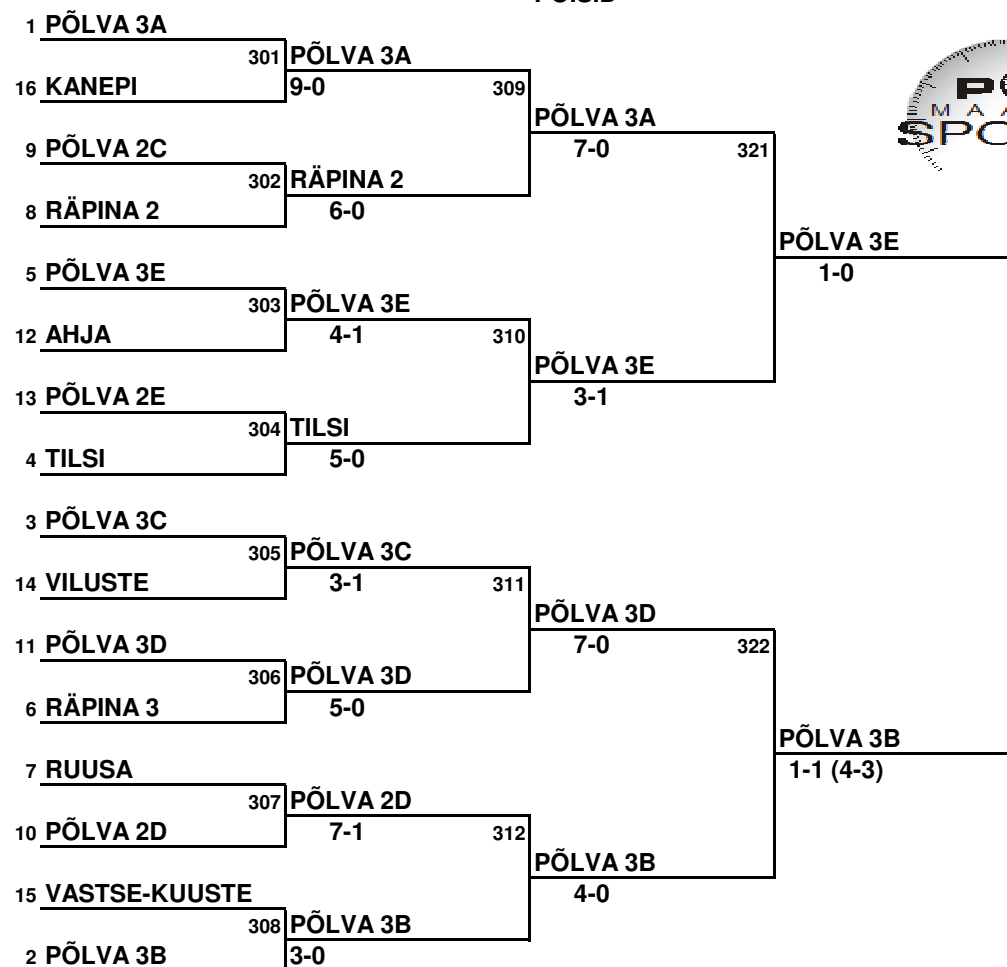 1 PÕLVA 3A
301 PÕLVA 3A
16 KANEPI 9-0 309
PÕLVA 3A
9 PÕLVA 2C 7-0 321
302 RÄPINA 2
8 RÄPINA 2 6-0
PÕLVA 3E
5 PÕLVA 3E 1-0
303 PÕLVA 3E
12 AHJA 4-1 310
PÕLVA 3E
13 PÕLVA 2E 3-1
304 TILSI
4 TILSI 5-0
3 PÕLVA 3C
305 PÕLVA 3C
14 VILUSTE 3-1 311
PÕLVA 3D
11 PÕLVA 3D 7-0 322
306 PÕLVA 3D
6 RÄPINA 3 5-0
PÕLVA 3B
7 RUUSA 1-1 (4-3)
307 PÕLVA 2D
10 PÕLVA 2D 7-1 312
PÕLVA 3B
15 VASTSE-KUUSTE 4-0
308 PÕLVA 3B
2 PÕLVA 3B 3-0